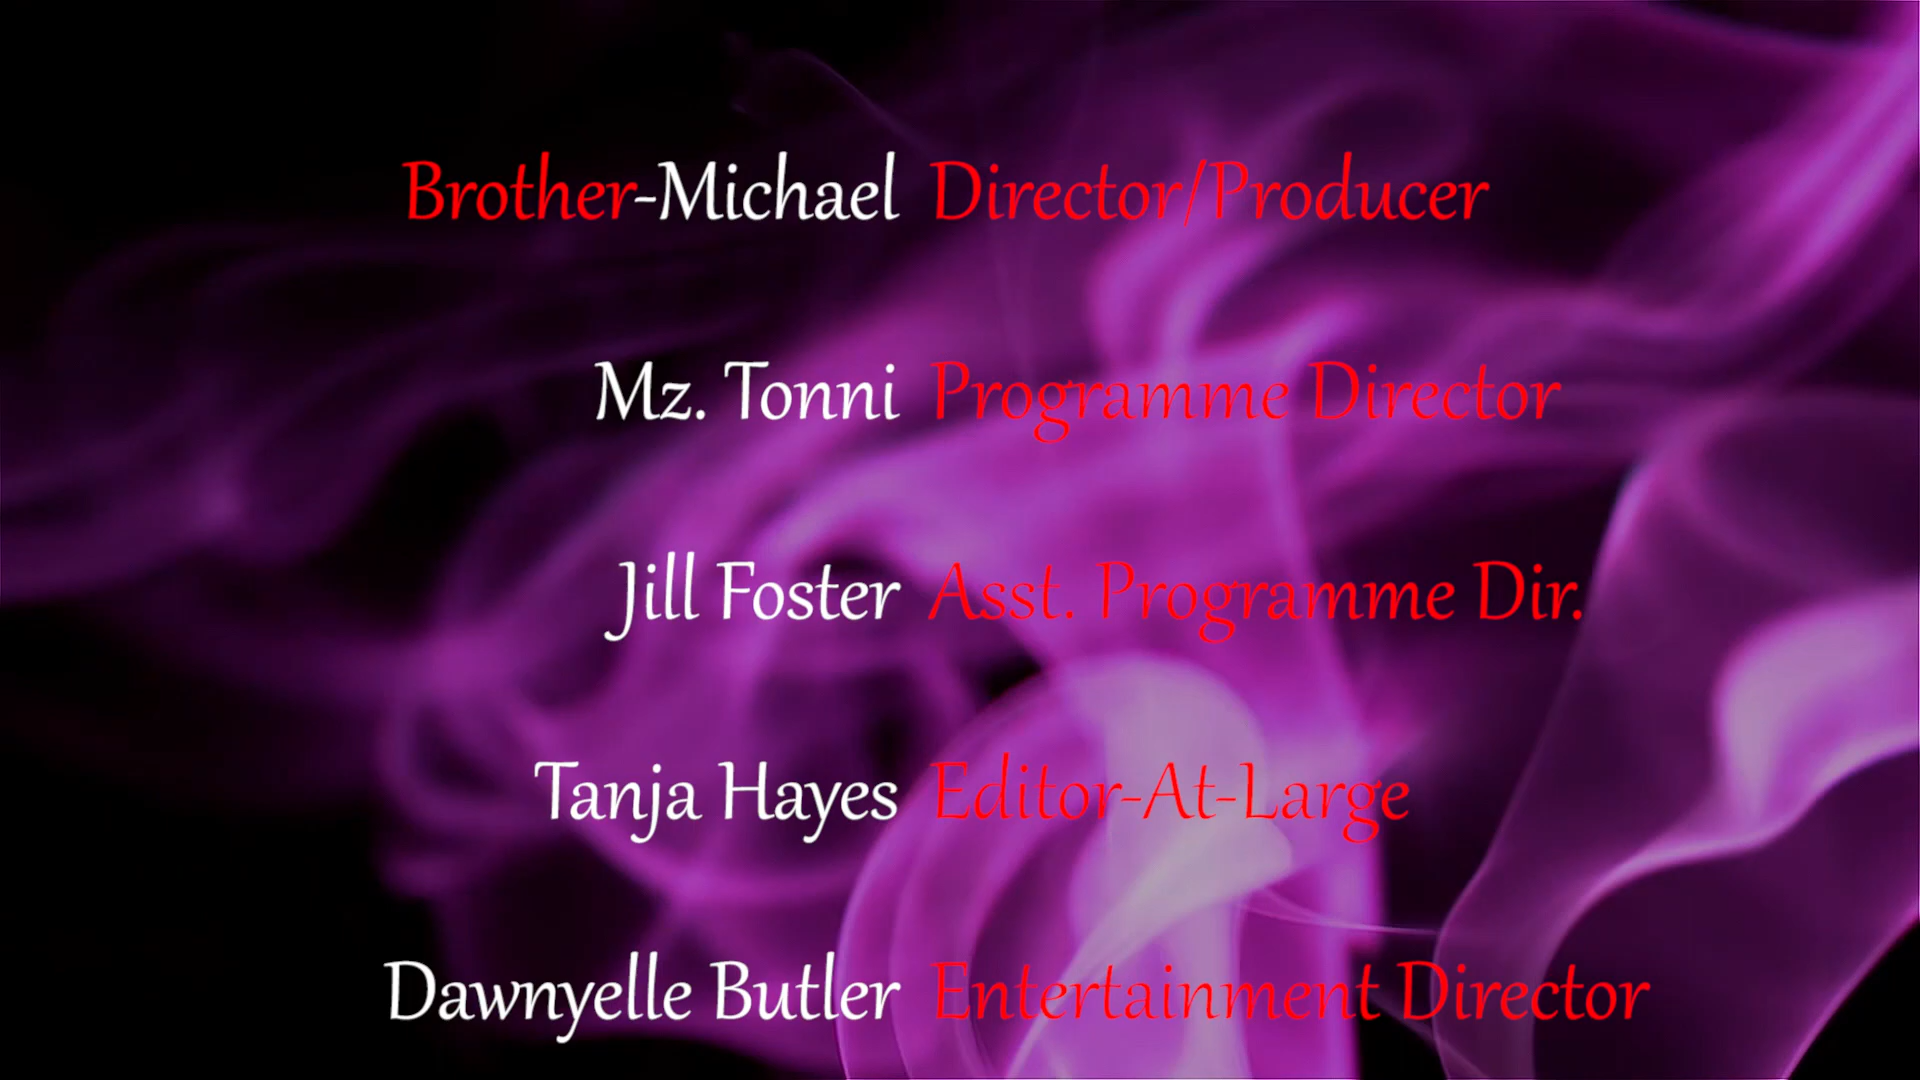 Brother-Michael Director/Producer
Mz. Tonni Programme Director
Jill Foster Asst. Programme Dir.
Tanja Hayes Editor-At-Large
Dawnyelle Butler Entertainment Director